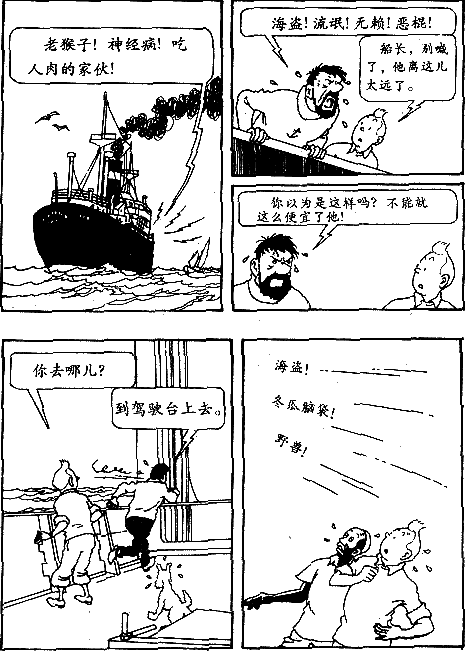 老猴子！神经病！吃
人肉的家伙！
海盗！流氓！无赖！恶棍！
船长，别喊
了，他离这儿
太远了。
你以为是这样吗？不能就
这么便宜了他！
你去哪儿？
到驾驶台上去。
海盗！
冬瓜脑袋！
野兽！